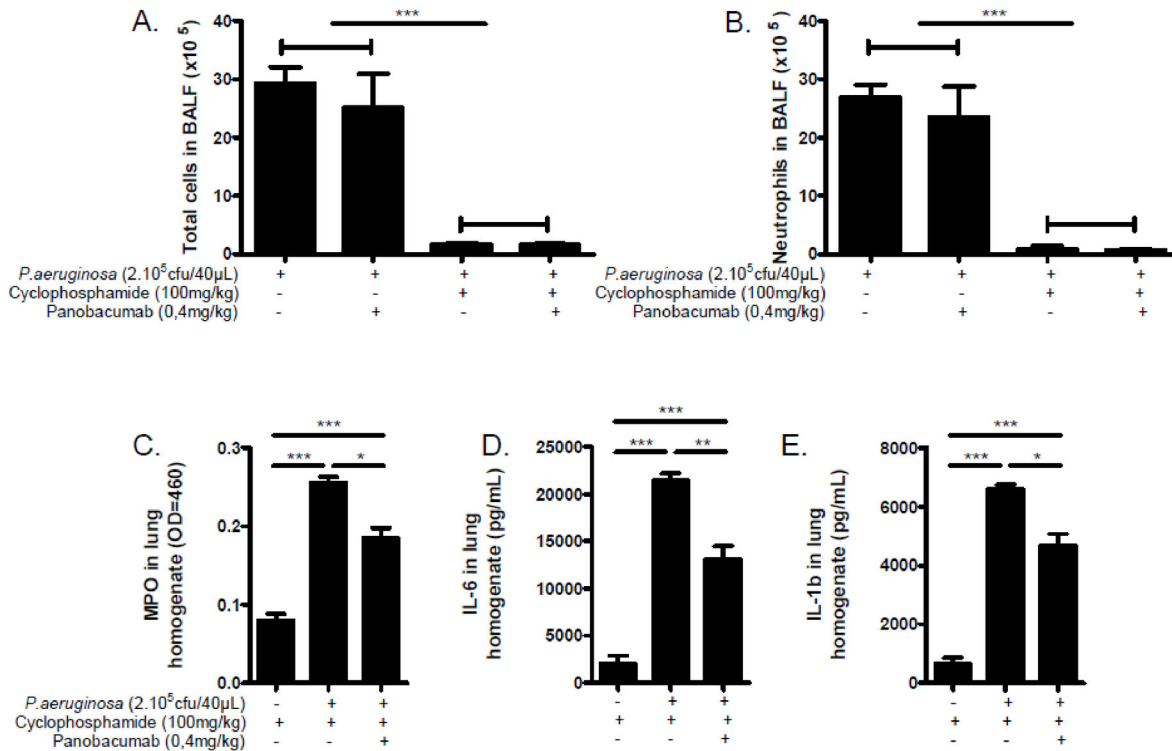 A.
***
Total cells in BALF (x10 5)
40
30
20
10
0
P.aeruginosa (2.10⁵cfu/40µL) + + + +
Cyclophosphamide (100mg/kg) - - + +
Panobacumab (0,4mg/kg) - + - +
B.
***
Neutrophils in BALF (x10 5)
40
30
20
10
0
P.aeruginosa (2.10⁵cfu/40µL) + + + +
Cyclophosphamide (100mg/kg) - - + +
Panobacumab (0,4mg/kg) - + - +
C.
***
*** *
MPO in lung
homogenate (OD=460)
0.3
0.2
0.1
0.0
P.aeruginosa (2.10⁵cfu/40µL) - + +
Cyclophosphamide (100mg/kg) + + +
Panobacumab (0,4mg/kg) +
D.
***
*** **
IL-6 in lung
homogenate (pg/mL)
25000
20000
15000
10000
5000
0
- + +
+ + +
+
E.
***
*** *
IL-1b in lung
homogenate (pg/mL)
8000
6000
4000
2000
0
- + +
+ + +
+